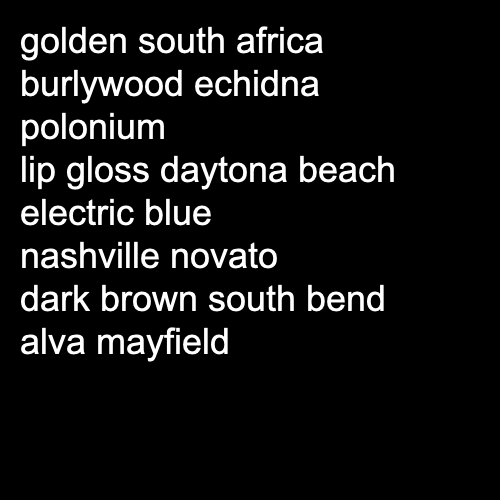 golden south africa
burlywood echidna
polonium
lip gloss daytona beach
electric blue
nashville novato
dark brown south bend
alva mayfield